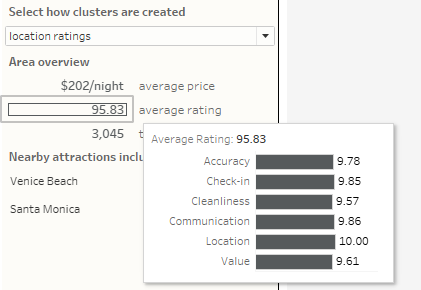 Select how clusters are created
location ratings
Area overview
$202/night average price
95.83 average rating
3,045
Average Rating: 95.83
Nearby attractions
Venice Beach
Santa Monica
Accuracy 9.78
Check-in 9.85
Cleanliness 9.57
Communication 9.86
Location 10.00
Value 9.61